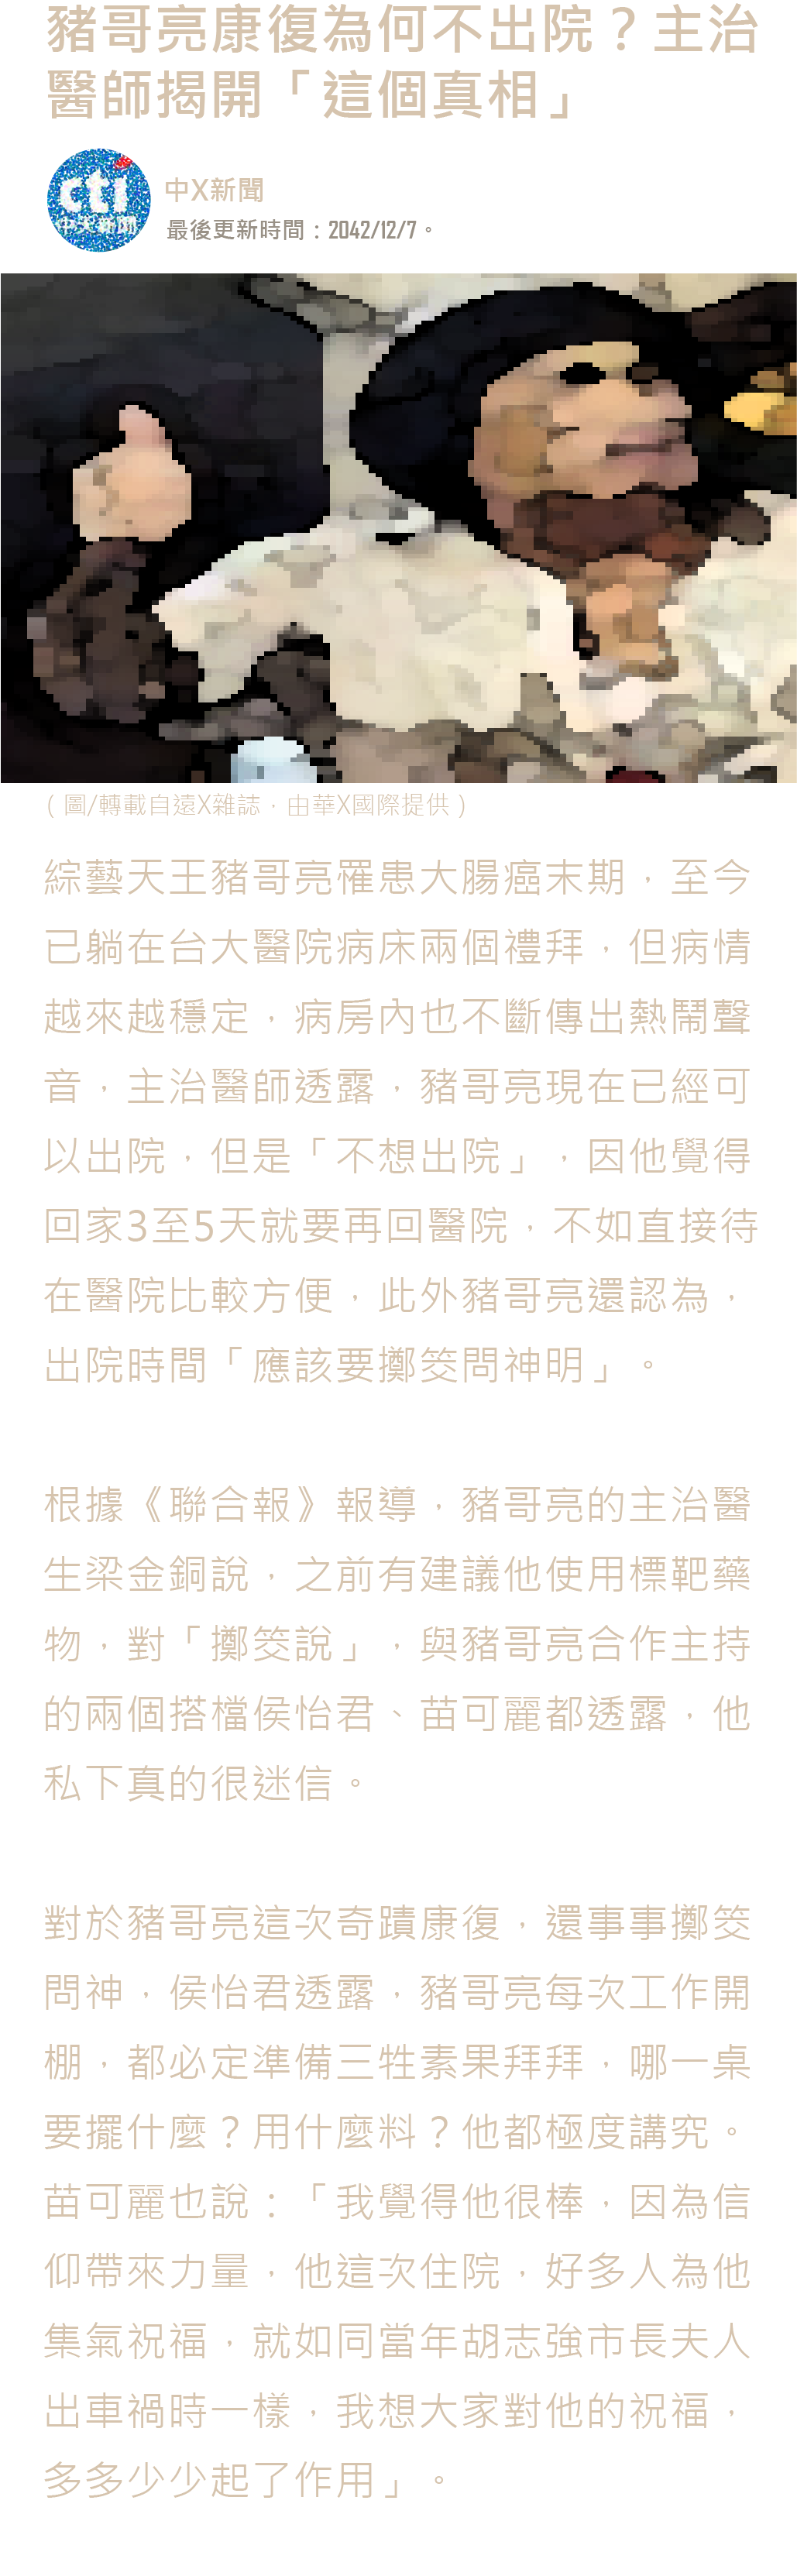 豬哥亮康復為何不出院？主治
醫師揭開「這個真相」
cti
中天新聞
中X新聞
最後更新時間：2042/12/7。
（圖/轉載自遠X雜誌，由華X國際提供）
綜藝天王豬哥亮罹患大腸癌末期，至今
已躺在台大醫院病床兩個禮拜，但病情
越來越穩定，病房內也不斷傳出熱鬧聲
音，主治醫師透露，豬哥亮現在已經可
以出院，但是「不想出院」，因他覺得
回家3至5天就要再回醫院，不如直接待
在醫院比較方便，此外豬哥亮還認為，
出院時間「應該要擲筊問神明」。
根據《聯合報》報導，豬哥亮的主治醫
生梁金銅說，之前有建議他使用標靶藥
物，對「擲筊說」，與豬哥亮合作主持
的兩個搭檔侯怡君、苗可麗都透露，他
私下真的很迷信。
對於豬哥亮這次奇蹟康復，還事事擲筊
問神，侯怡君透露，豬哥亮每次工作開
棚，都必定準備三牲素果拜拜，哪一桌
要擺什麼？用什麼料？他都極度講究。
苗可麗也說：「我覺得他很棒，因為信
仰帶來力量，他這次住院，好多人為他
集氣祝福，就如同當年胡志強市長夫人
出車禍時一樣，我想大家對他的祝福，
多多少少起了作用」。